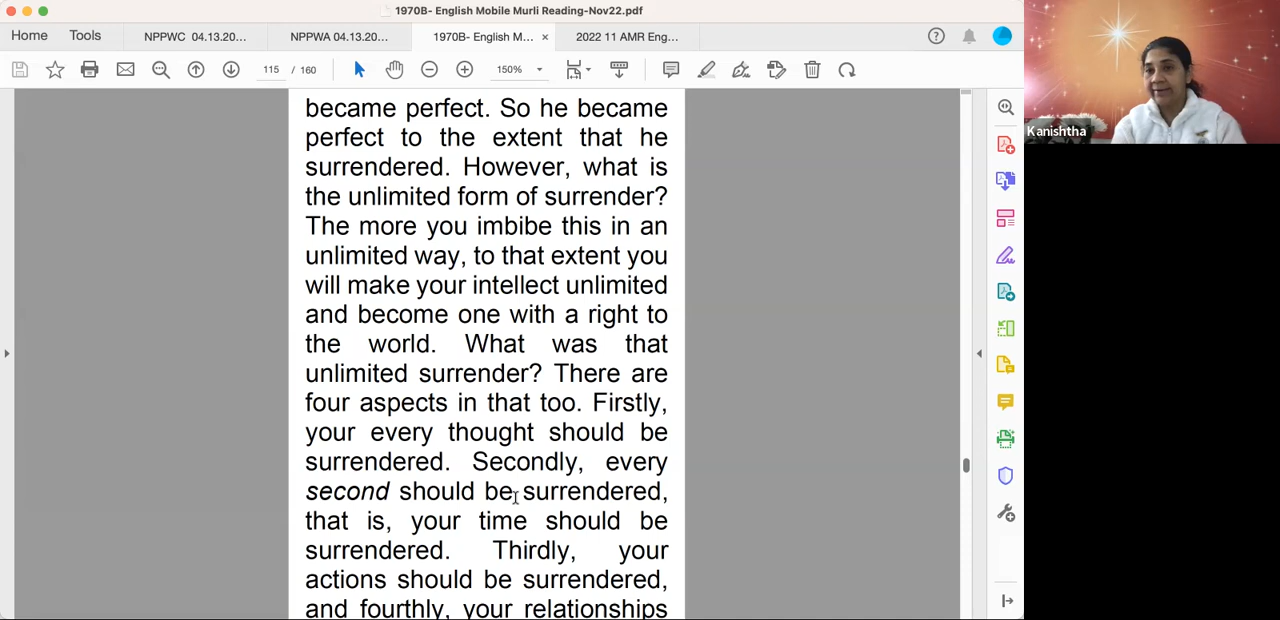 1970B- English Mobile Murli Reading-Nov22.pdf
Home Tools NPPWC 04.13.20... NPPWA 04.13.20... 1970B- English M... × 2022 11 AMR Eng...
115 / 160 150%
became perfect. So he became
perfect to the extent that he
surrendered. However, what is
the unlimited form of surrender?
The more you imbibe this in an
unlimited way, to that extent you
will make your intellect unlimited
and become one with a right to
the world. What was that
unlimited surrender? There are
four aspects in that too. Firstly,
your every thought should be
surrendered. Secondly, every
second should be surrendered,
that is, your time should be
surrendered. Thirdly, your
actions should be surrendered,
and fourthly, your relationships
Kanishtha